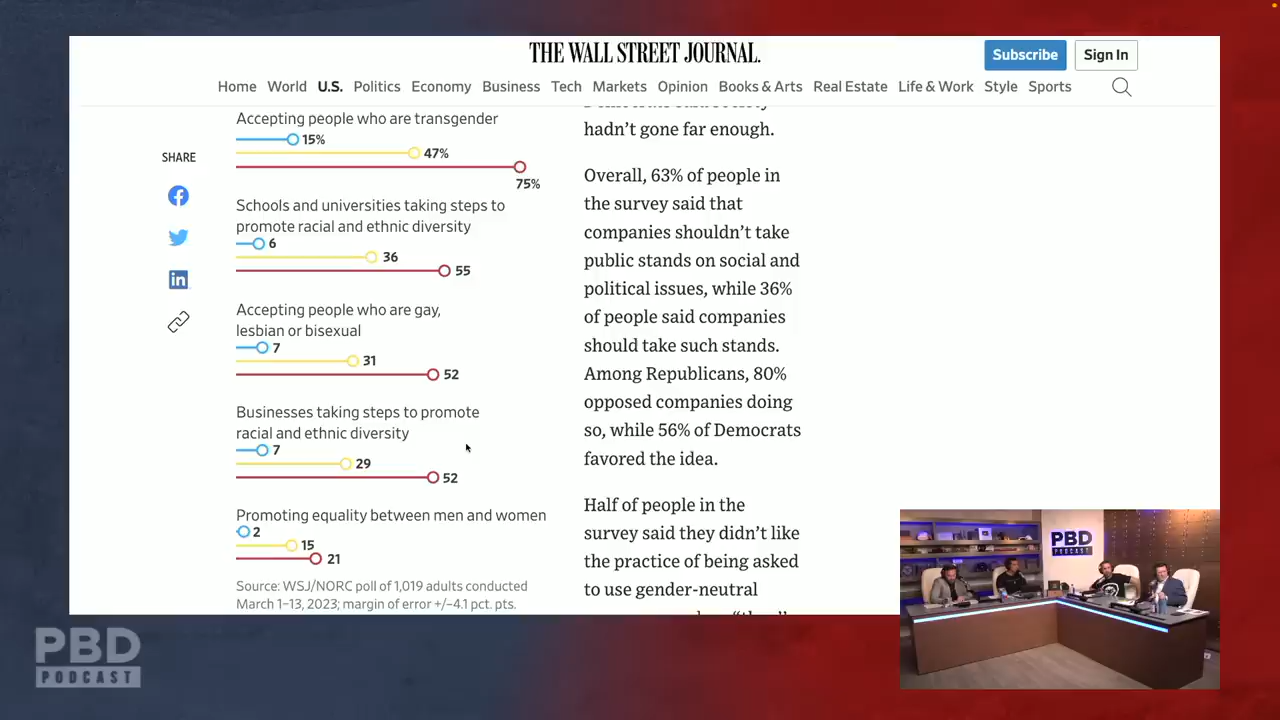 THE WALL STREET JOURNAL.
Subscribe
Sign In
Home World U.S. Politics Economy Business Tech Markets Opinion Books & Arts Real Estate Life & Work Style Sports
SHARE
Accepting people who are transgender
15%
47%
75%
Schools and universities taking steps to
promote racial and ethnic diversity
6
36
55
Accepting people who are gay,
lesbian or bisexual
7
31
52
Businesses taking steps to promote
racial and ethnic diversity
7
29
52
Promoting equality between men and women
2
15
21
Source: WSJ/NORC poll of 1,019 adults conducted
March 1–13, 2023; margin of error +/–4.1 pct. pts.
hadn’t gone far enough.
Overall, 63% of people in
the survey said that
companies shouldn’t take
public stands on social and
political issues, while 36%
of people said companies
should take such stands.
Among Republicans, 80%
opposed companies doing
so, while 56% of Democrats
favored the idea.
Half of people in the
survey said they didn’t like
the practice of being asked
to use gender-neutral
PBD
PODCAST
PBD
PODCAST